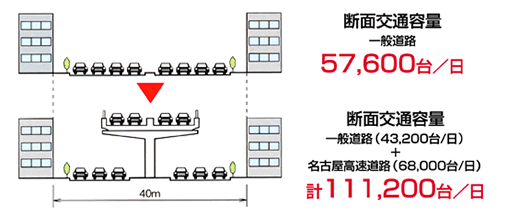 断面交通容量
一般道路
57,600台／日
断面交通容量
一般道路（43,200台/日）
+
名古屋高速道路（68,000台/日）
計111,200台／日
40m